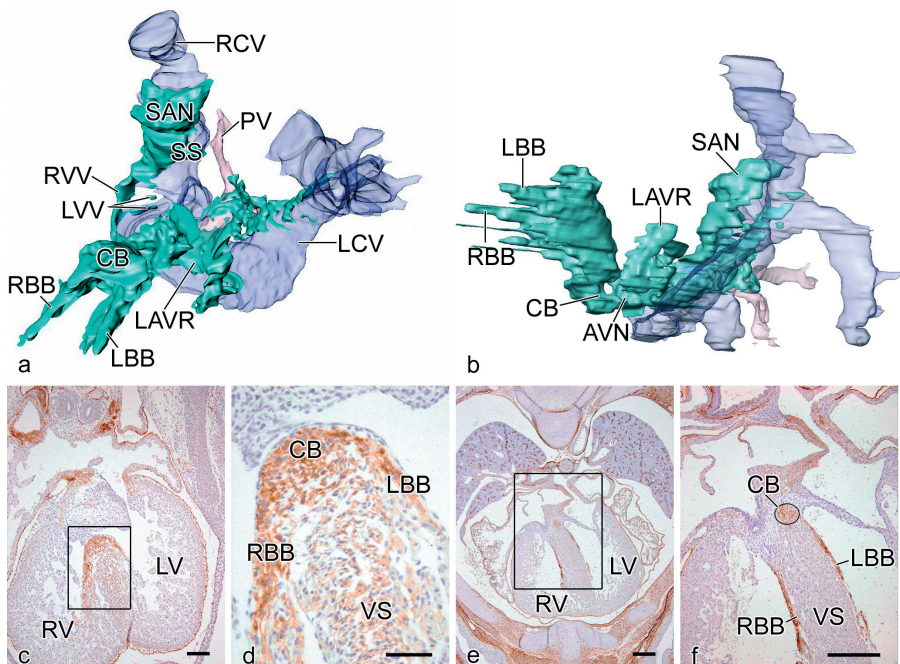 RCV
SAN
PV
SS
RVV
LVV
LCV
CB
RBB
LAVR
LBB
a
SAN
LBB
LAVR
RBB
CB
AVN
b
LV
RV
c
CB
LBB
RBB
VS
d
LV
RV
e
CB
LBB
RBB
VS
f